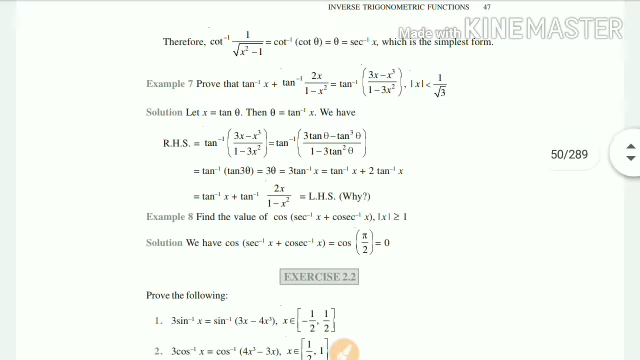 INVERSE TRIGONOMETRIC FUNCTIONS 47
Made with KINEMASTER
Therefore, cot⁻¹ 1/√(x² – 1) = cot⁻¹ (cot θ) = θ = sec⁻¹ x, which is the simplest form.
Example 7 Prove that tan⁻¹ x + tan⁻¹ 2x/(1 – x²) = tan⁻¹ ((3x – x³)/(1 – 3x²)), |x| < 1/√3
Solution Let x = tan θ. Then θ = tan⁻¹ x. We have
R.H.S. = tan⁻¹ ((3x – x³)/(1 – 3x²)) = tan⁻¹ ((3 tan θ – tan³ θ)/(1 – 3 tan² θ))
50/289
= tan⁻¹ (tan3θ) = 3θ = 3tan⁻¹ x = tan⁻¹ x + 2 tan⁻¹ x
= tan⁻¹ x + tan⁻¹ 2x/(1 – x²) = L.H.S. (Why?)
Example 8 Find the value of cos (sec⁻¹ x + cosec⁻¹ x), |x| ≥ 1
Solution We have cos (sec⁻¹ x + cosec⁻¹ x) = cos (π/2) = 0
EXERCISE 2.2
Prove the following:
1. 3sin⁻¹ x = sin⁻¹ (3x – 4x³), x ∈ [–1/2, 1/2]
2. 3cos⁻¹ x = cos⁻¹ (4x³ – 3x), x ∈ [1/2, 1]